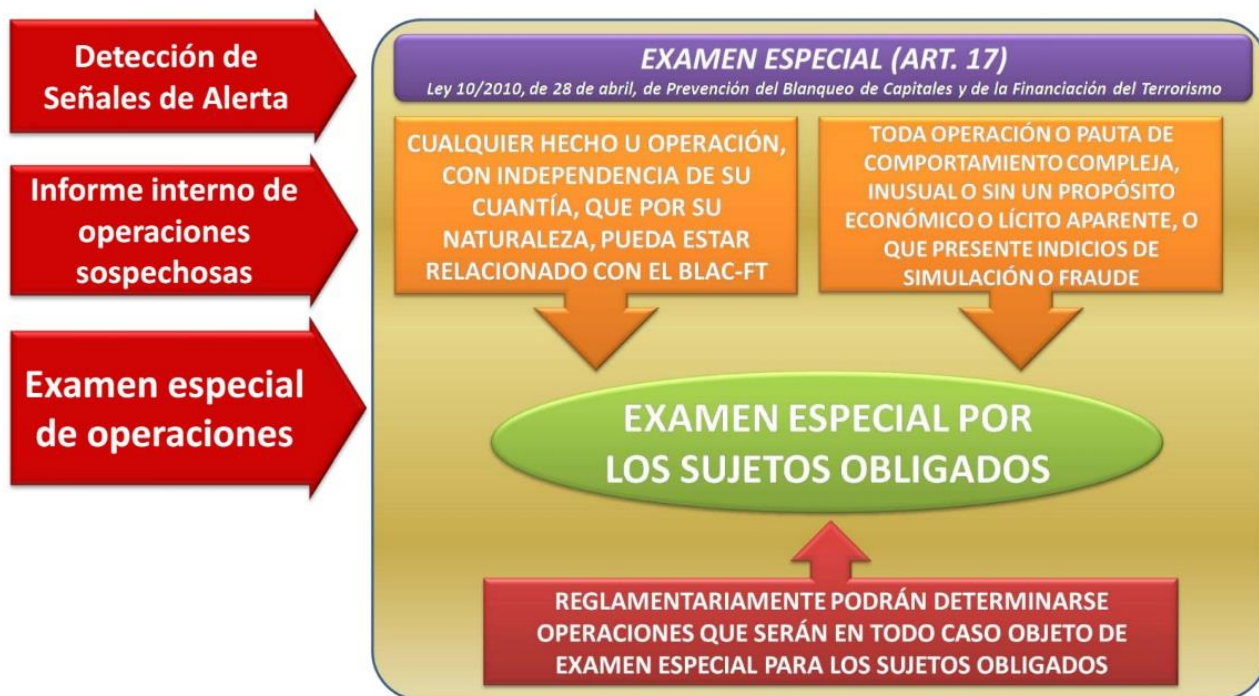 Detección de
Señales de Alerta
Informe interno de
operaciones
sospechosas
Examen especial
de operaciones
EXAMEN ESPECIAL (ART. 17)
Ley 10/2010, de 28 de abril, de Prevención del Blanqueo de Capitales y de la Financiación del Terrorismo
CUALQUIER HECHO U OPERACIÓN,
CON INDEPENDENCIA DE SU
CUANTÍA, QUE POR SU
NATURALEZA, PUEDA ESTAR
RELACIONADO CON EL BLAC-FT
TODA OPERACIÓN O PAUTA DE
COMPORTAMIENTO COMPLEJA,
INUSUAL O SIN UN PROPÓSITO
ECONÓMICO O LÍCITO APARENTE, O
QUE PRESENTE INDICIOS DE
SIMULACIÓN O FRAUDE
EXAMEN ESPECIAL POR
LOS SUJETOS OBLIGADOS
REGLAMENTARIAMENTE PODRÁN DETERMINARSE
OPERACIONES QUE SERÁN EN TODO CASO OBJETO DE
EXAMEN ESPECIAL PARA LOS SUJETOS OBLIGADOS